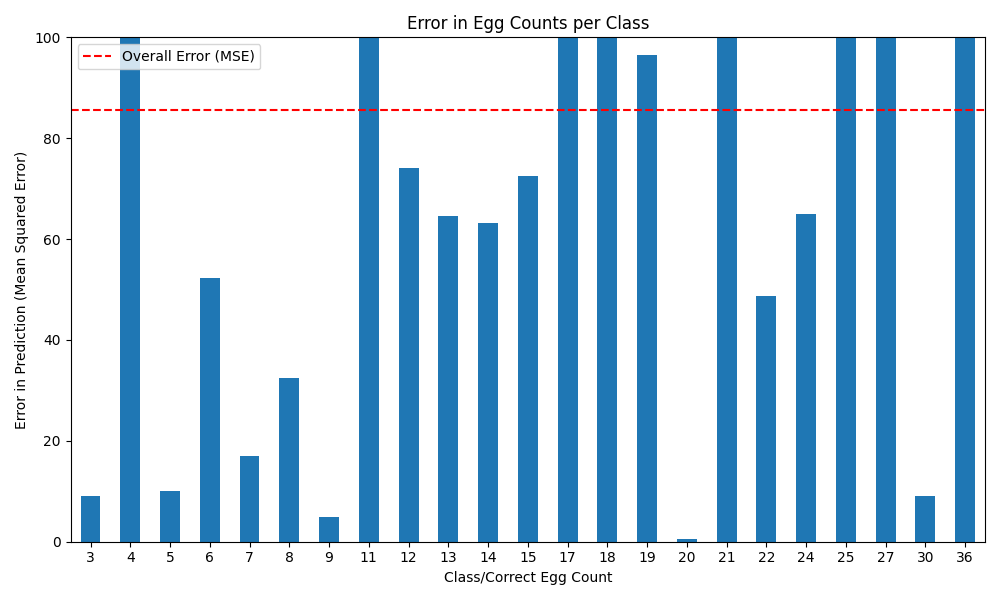 Error in Egg Counts per Class
Overall Error (MSE)
Error in Prediction (Mean Squared Error)
100
80
60
40
20
0
3 4 5 6 7 8 9 11 12 13 14 15 17 18 19 20 21 22 24 25 27 30 36
Class/Correct Egg Count